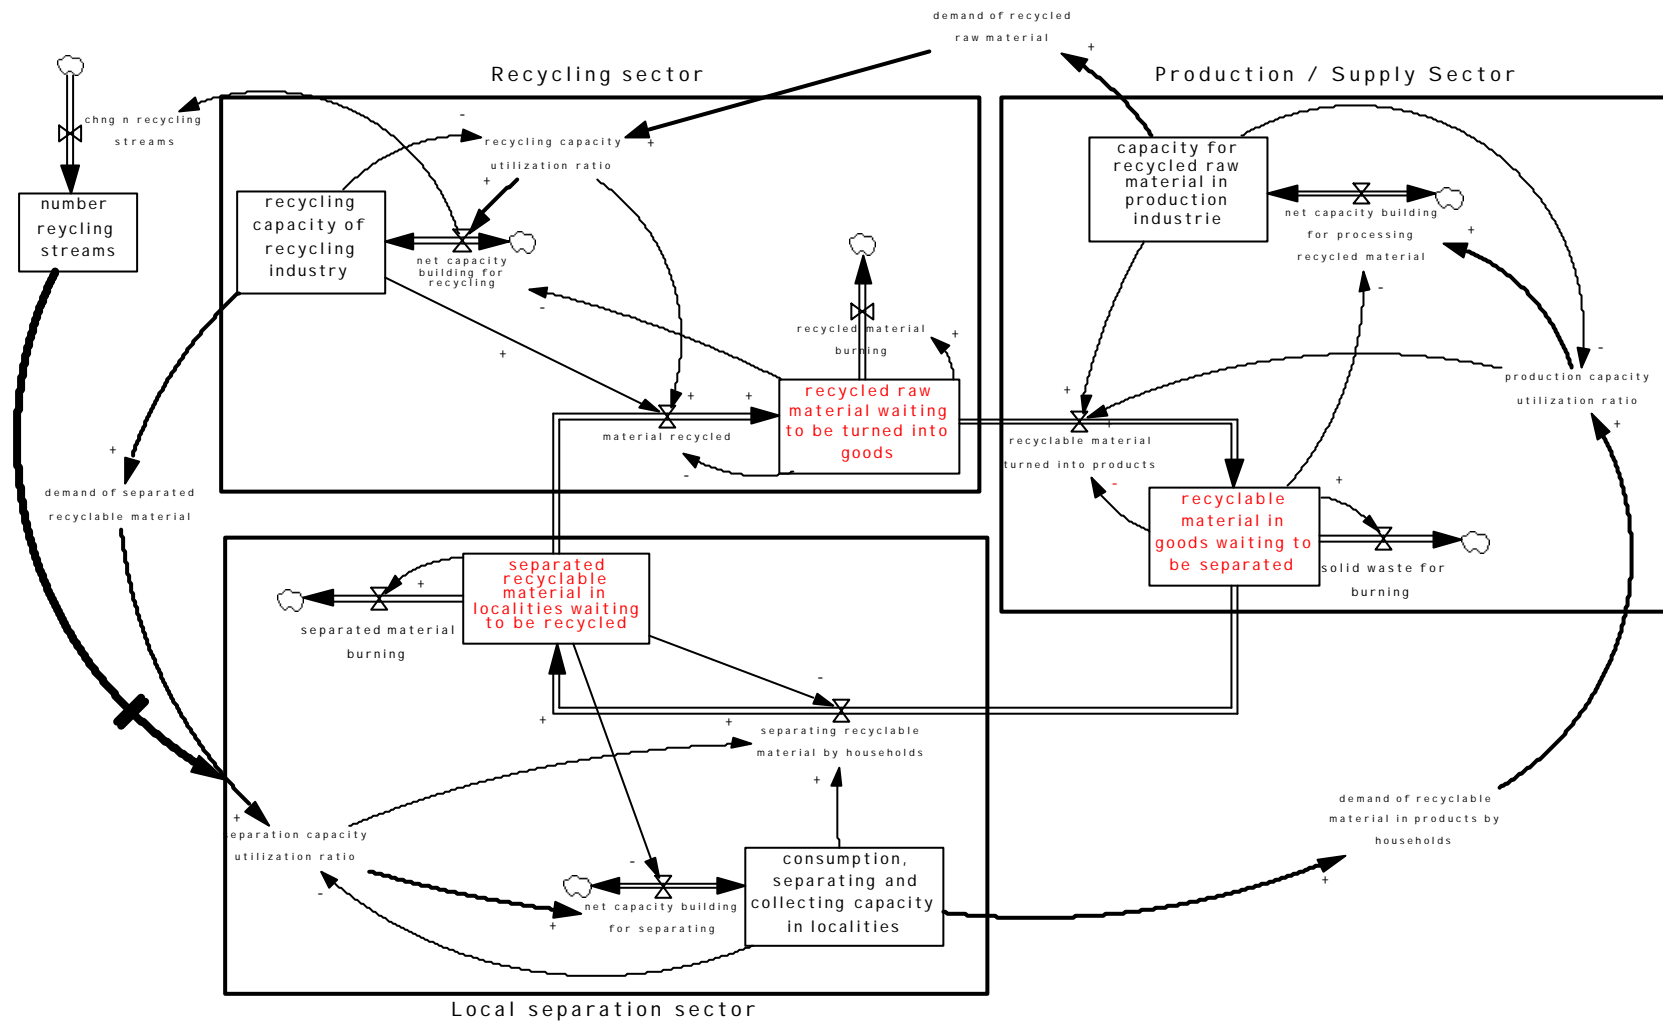 demand of recycled
raw material
Recycling sector
Production / Supply Sector
chng n recycling
streams
number
reycling
streams
recycling capacity
utilization ratio
recycling
capacity of
recycling
industry
net capacity
building for
recycling
recycled material
burning
recycled raw
material waiting
to be turned into
goods
material recycled
capacity for
recycled raw
material in
production
industrie
net capacity building
for processing
recycled material
production capacity
utilization ratio
recyclable material
turned into products
recyclable
material in
goods waiting to
be separated
solid waste for
burning
demand of separated
recyclable material
separated
recyclable
material in
localities waiting
to be recycled
separated material
burning
separating recyclable
material by households
separation capacity
utilization ratio
net capacity building
for separating
consumption,
separating and
collecting capacity
in localities
demand of recyclable
material in products by
households
Local separation sector